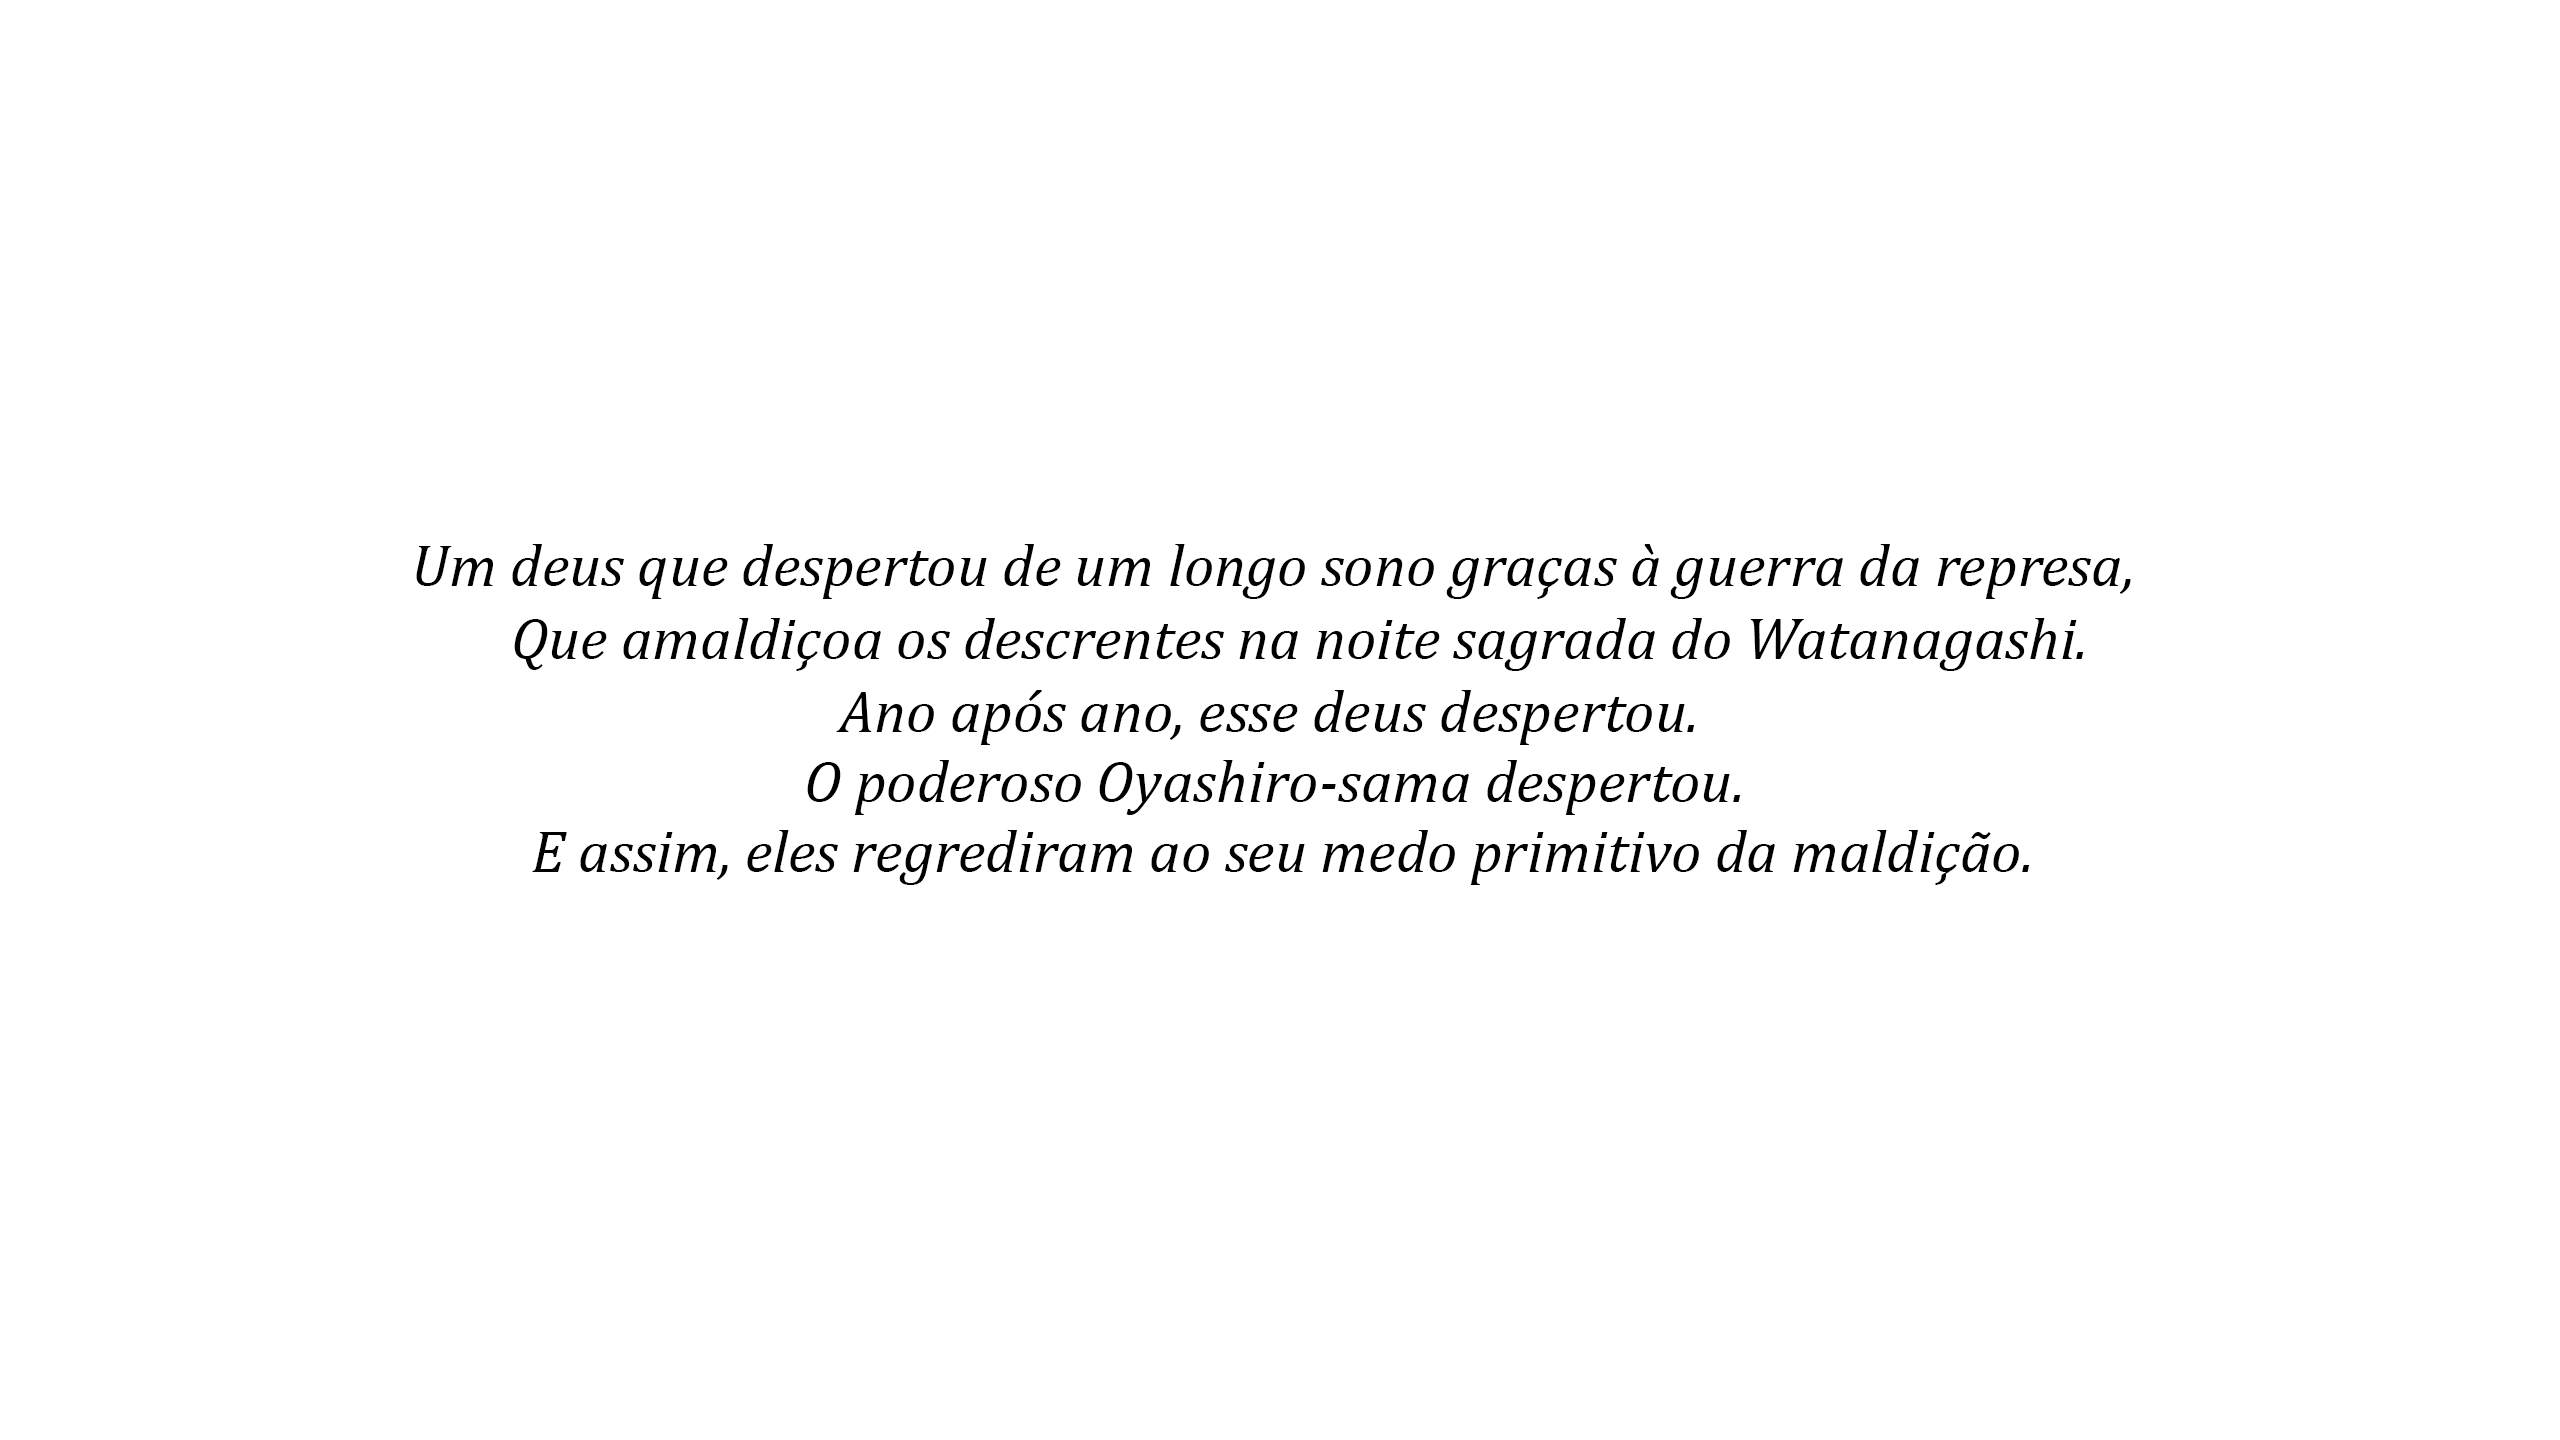 Um deus que despertou de um longo sono graças à guerra da represa,
Que amaldiçoa os descrentes na noite sagrada do Watanagashi.
Ano após ano, esse deus despertou.
O poderoso Oyashiro-sama despertou.
E assim, eles regrediram ao seu medo primitivo da maldição.